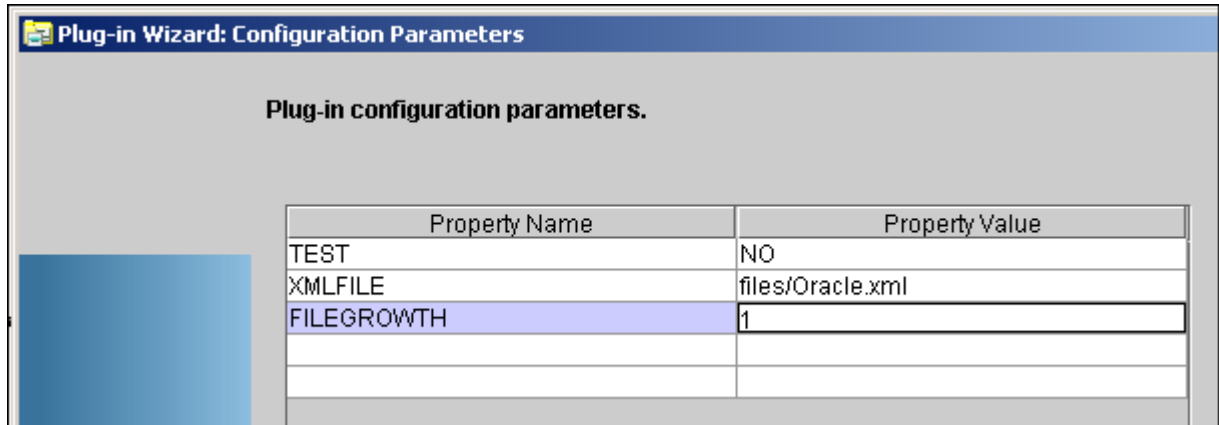 Plug-in Wizard: Configuration Parameters
Plug-in configuration parameters.
Property Name Property Value
TEST NO
XMLFILE files/Oracle.xml
FILEGROWTH 1